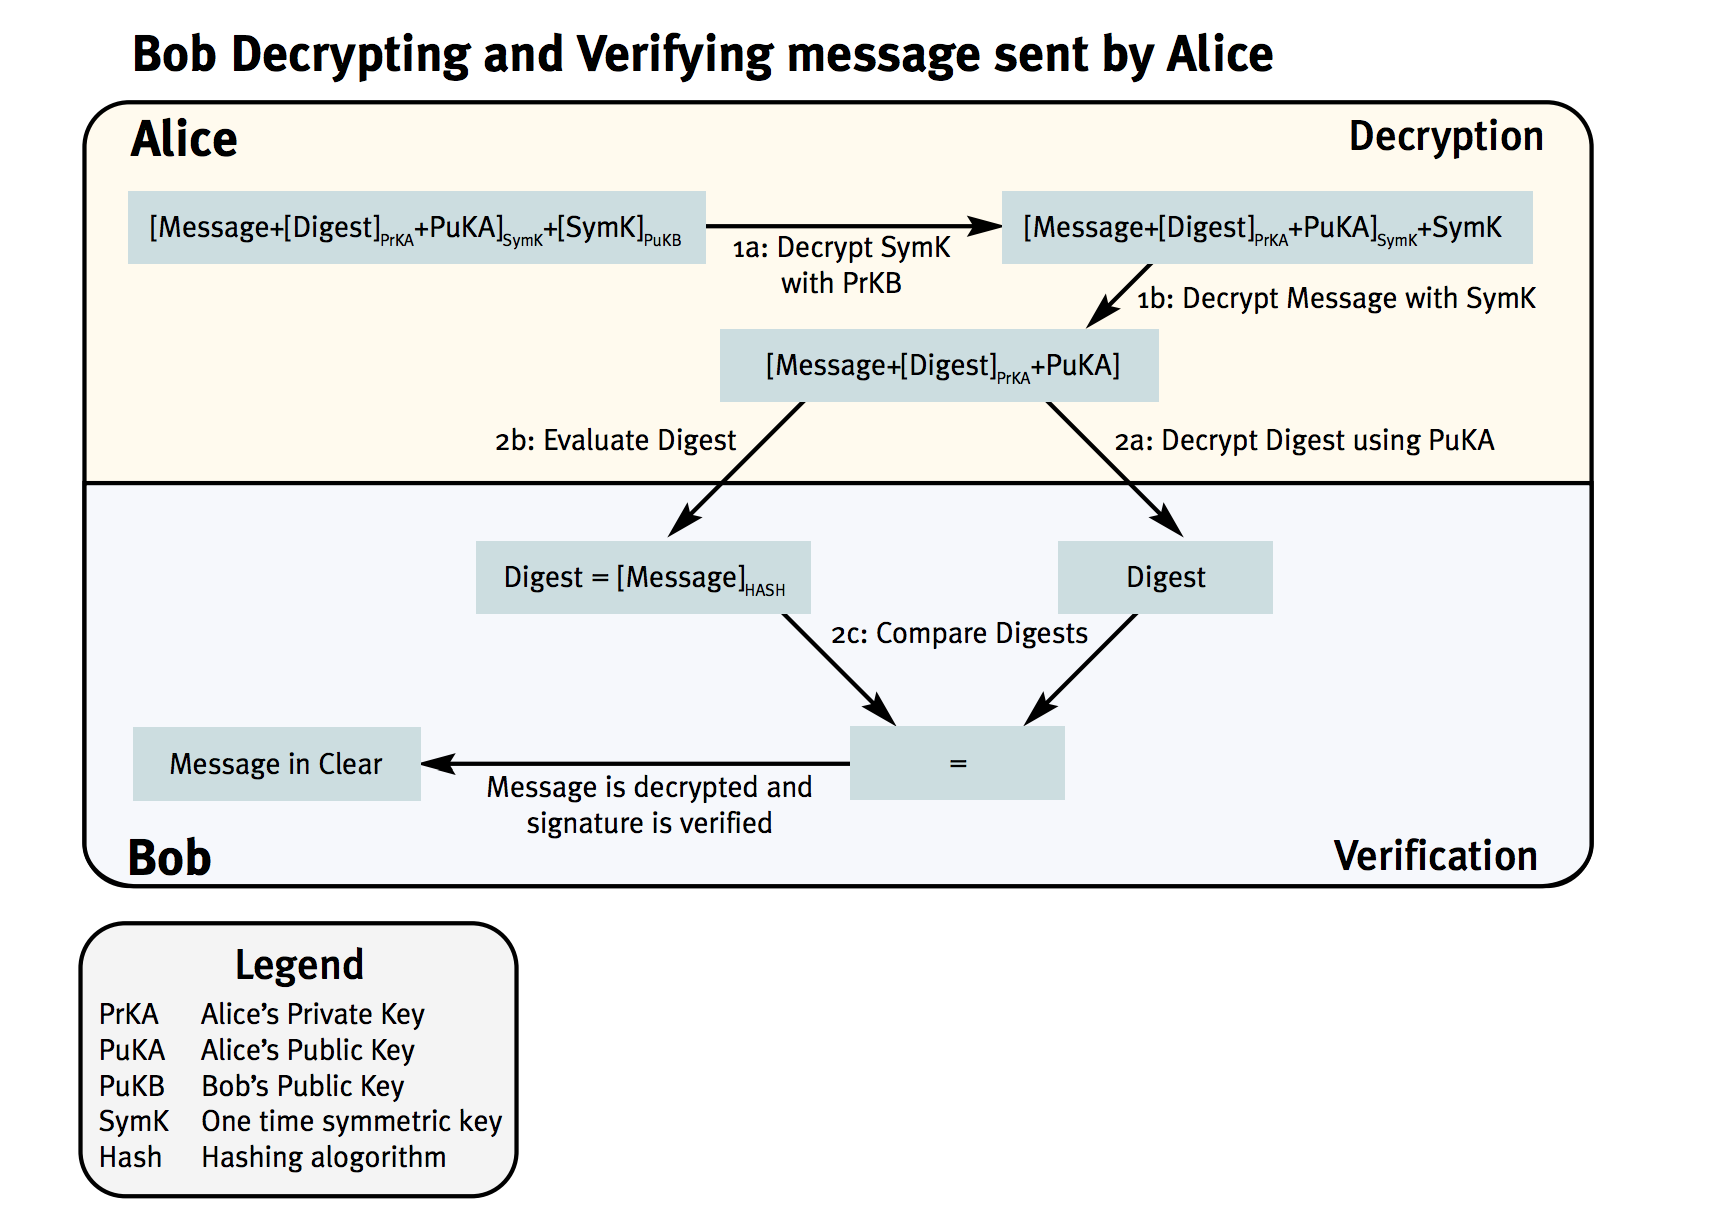 Bob Decrypting and Verifying message sent by Alice
Alice
Decryption
[Message+[Digest]PrKA+PuKA]SymK+[SymK]PuKB
1a: Decrypt SymK
with PrKB
[Message+[Digest]PrKA+PuKA]SymK+SymK
1b: Decrypt Message with SymK
[Message+[Digest]PrKA+PuKA]
2b: Evaluate Digest
2a: Decrypt Digest using PuKA
Digest = [Message]HASH
Digest
2c: Compare Digests
Message in Clear
=
Message is decrypted and
signature is verified
Bob
Verification
Legend
PrKA Alice's Private Key
PuKA Alice's Public Key
PuKB Bob's Public Key
SymK One time symmetric key
Hash Hashing alogorithm